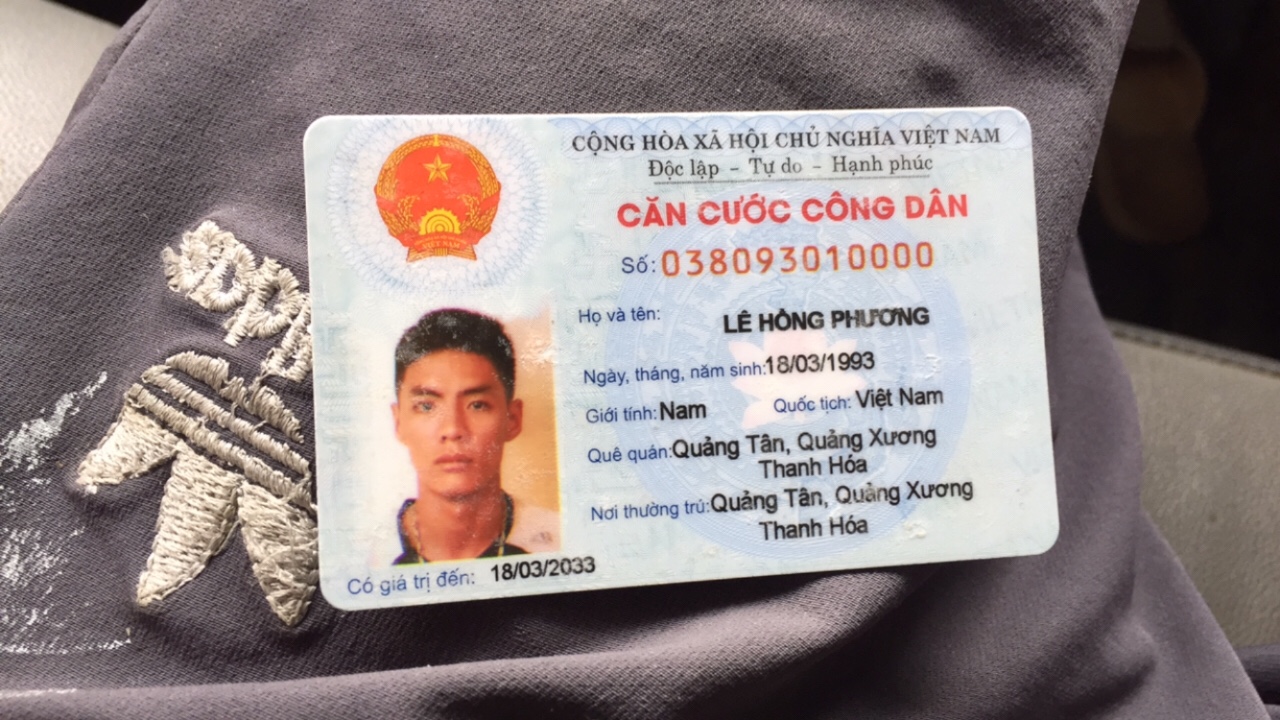 CỘNG HÒA XÃ HỘI CHỦ NGHĨA VIỆT NAM
Độc lập - Tự do - Hạnh phúc
CĂN CƯỚC CÔNG DÂN
Số: 038093010000
Họ và tên: LÊ HỒNG PHƯƠNG
Ngày, tháng, năm sinh: 18/03/1993
Giới tính: Nam Quốc tịch: Việt Nam
Quê quán: Quảng Tân, Quảng Xương
Thanh Hóa
Nơi thường trú: Quảng Tân, Quảng Xương
Thanh Hóa
Có giá trị đến: 18/03/2033
VIỆT NAM